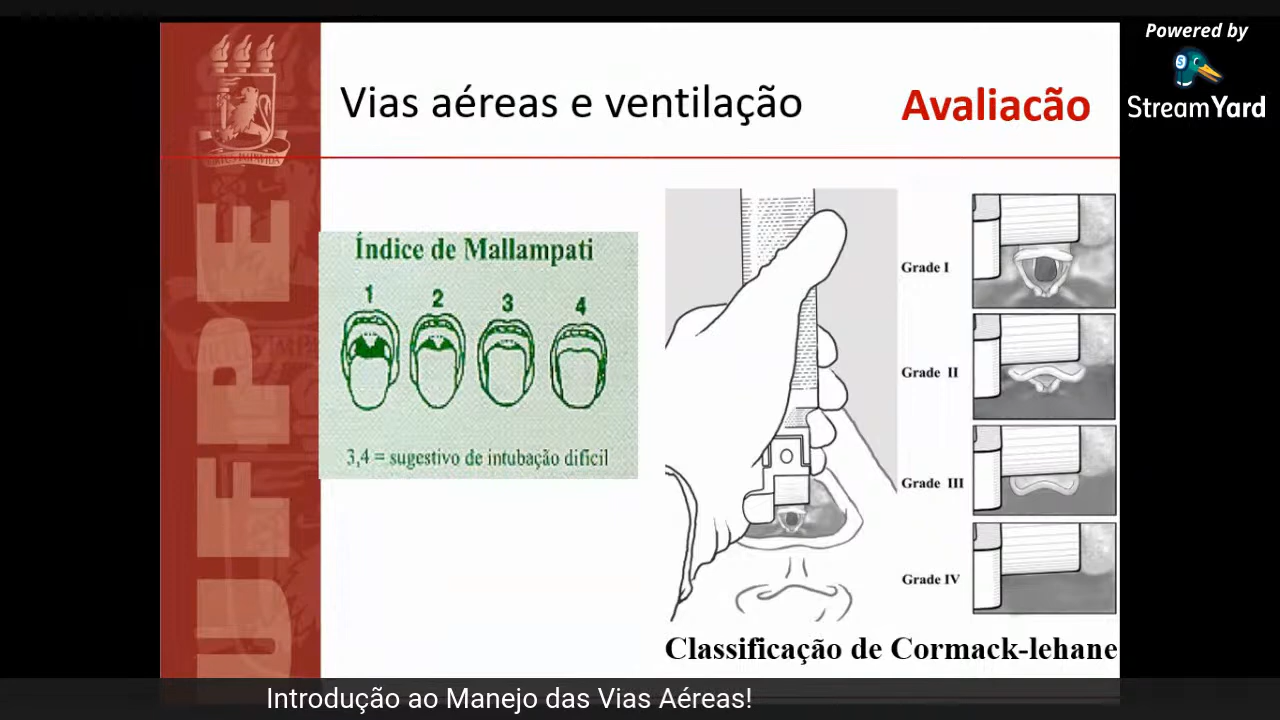 Powered by
StreamYard
Vias aéreas e ventilação
Avaliacão
UFPE
Índice de Mallampati
1 2 3 4
3,4 = sugestivo de intubação dificil
Grade I
Grade II
Grade III
Grade IV
Classificação de Cormack-lehane
Introdução ao Manejo das Vias Aéreas!